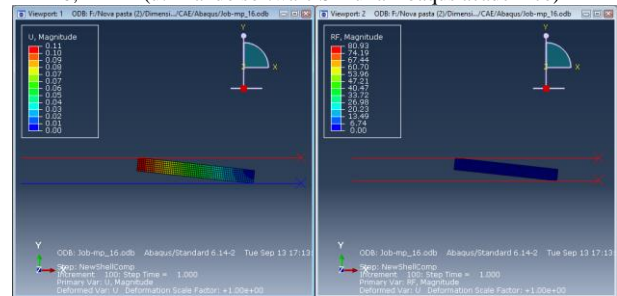 Viewport: 1 ODB: F:/Nova pasta (2)/Dimensi.../CAE/Abaqus/Job-mp_16.odb
U, Magnitude
0.11
0.10
0.09
0.08
0.07
0.07
0.06
0.05
0.04
0.03
0.02
0.01
0.00
Y
X
Y
X
ODB: Job-mp_16.odb Abaqus/Standard 6.14-2 Tue Sep 13 17:13
Step: NewShellComp
Increment 100: Step Time = 1.000
Primary Var: U, Magnitude
Deformed Var: U Deformation Scale Factor: +1.00e+00
Viewport: 2 ODB: F:/Nova pasta (2)/Dimensi.../CAE/Abaqus/Job-mp_16.odb
RF, Magnitude
80.93
74.19
67.44
60.70
53.96
47.21
40.47
33.72
26.98
20.23
13.49
6.74
0.00
Y
X
Y
X
ODB: Job-mp_16.odb Abaqus/Standard 6.14-2 Tue Sep 13 17:13
Step: NewShellComp
Increment 100: Step Time = 1.000
Primary Var: RF, Magnitude
Deformed Var: U Deformation Scale Factor: +1.00e+00